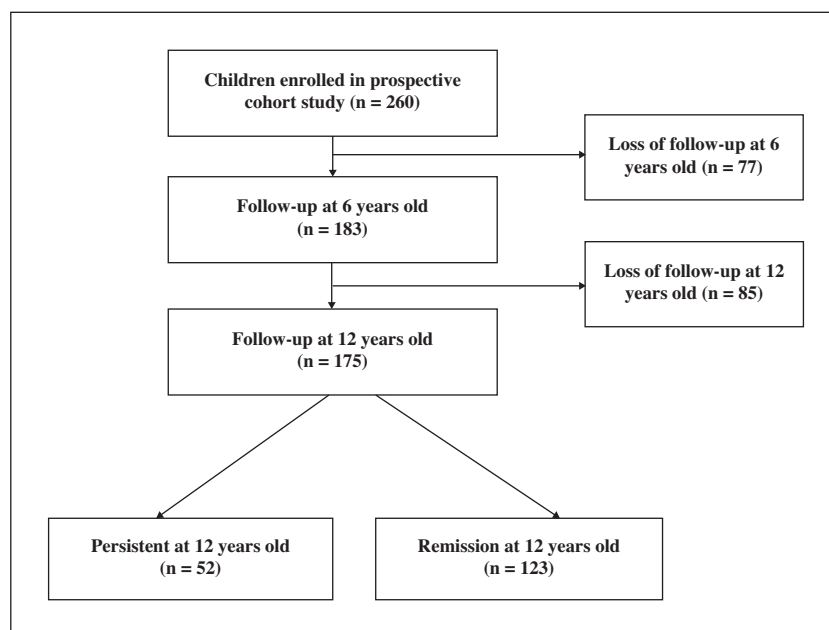 Children enrolled in prospective
cohort study (n = 260)
Loss of follow-up at 6
years old (n = 77)
Follow-up at 6 years old
(n = 183)
Loss of follow-up at 12
years old (n = 85)
Follow-up at 12 years old
(n = 175)
Persistent at 12 years old
(n = 52)
Remission at 12 years old
(n = 123)